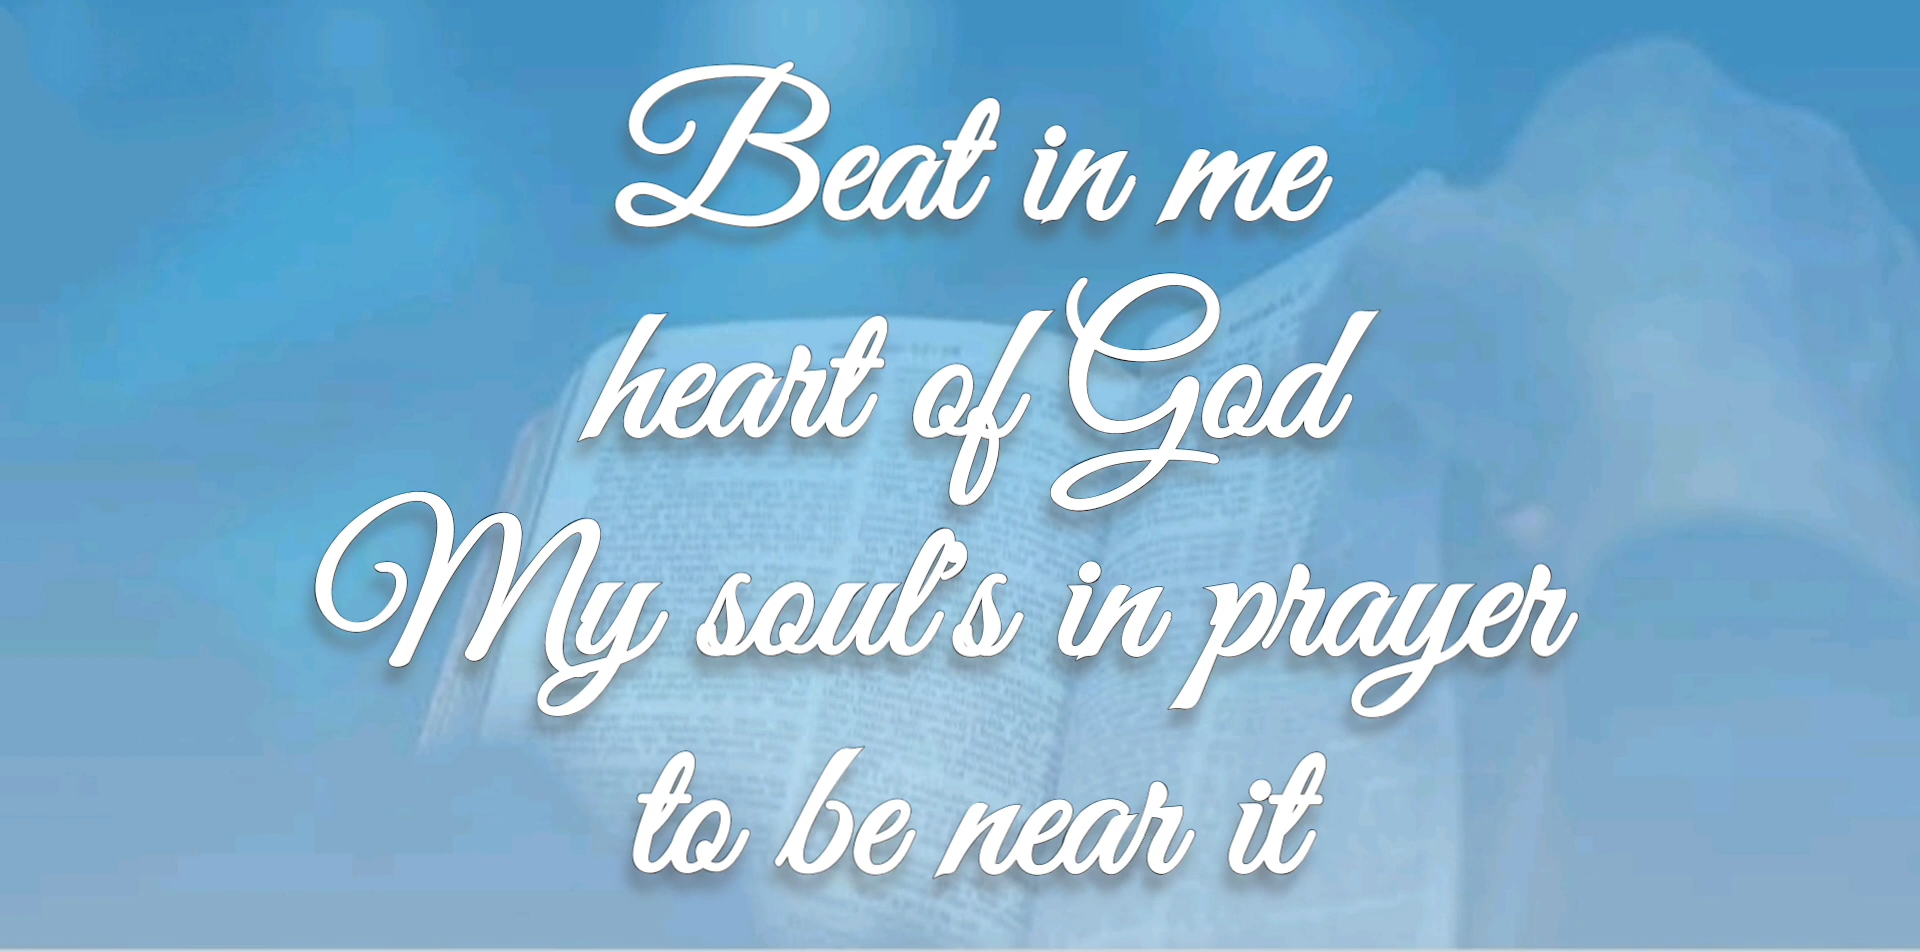 Beat in me
heart of God
My soul's in prayer
to be near it